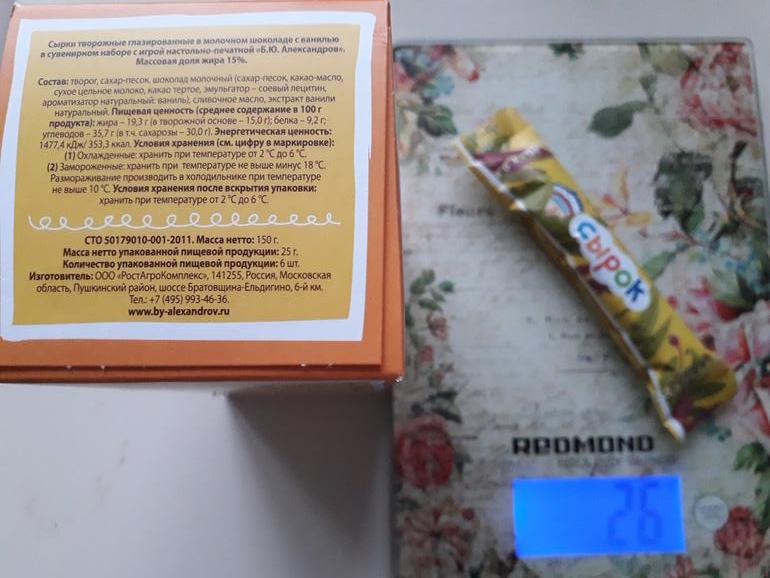 Сырки творожные глазированные в молочном шоколаде с ванилью
в сувенирном наборе с игрой настольно-печатной «Б.Ю. Александров».
Массовая доля жира 15%.
Состав: творог, сахар-песок, шоколад молочный (сахар-песок, какао-масло,
сухое цельное молоко, какао тертое, эмульгатор – соевый лецитин,
ароматизатор натуральный: ваниль), сливочное масло, экстракт ванили
натуральный. Пищевая ценность (среднее содержание в 100 г
продукта): жира – 19,3 г (в творожной основе – 15,0 г); белка – 9,2 г;
углеводов – 35,7 г (в т.ч. сахарозы – 30,0 г). Энергетическая ценность:
1477,4 кДж/ 353,3 ккал. Условия хранения (см. цифру в маркировке):
(1) Охлажденные: хранить при температуре от 2 °С до 6 °С.
(2) Замороженные: хранить при температуре не выше минус 18 °С.
Размораживание производить в холодильнике при температуре
не выше 10 °С. Условия хранения после вскрытия упаковки:
хранить при температуре от 2 °С до 6 °С.
СТО 50179010-001-2011. Масса нетто: 150 г.
Масса нетто упакованной пищевой продукции: 25 г.
Количество упакованной пищевой продукции: 6 шт.
Изготовитель: ООО «РостАгроКомплекс», 141255, Россия, Московская
область, Пушкинский район, шоссе Братовщина-Ельдигино, 6-й км.
Тел.: +7 (495) 993-46-36.
www.by-alexandrov.ru
Fleurs
сырок
REDMOND
26